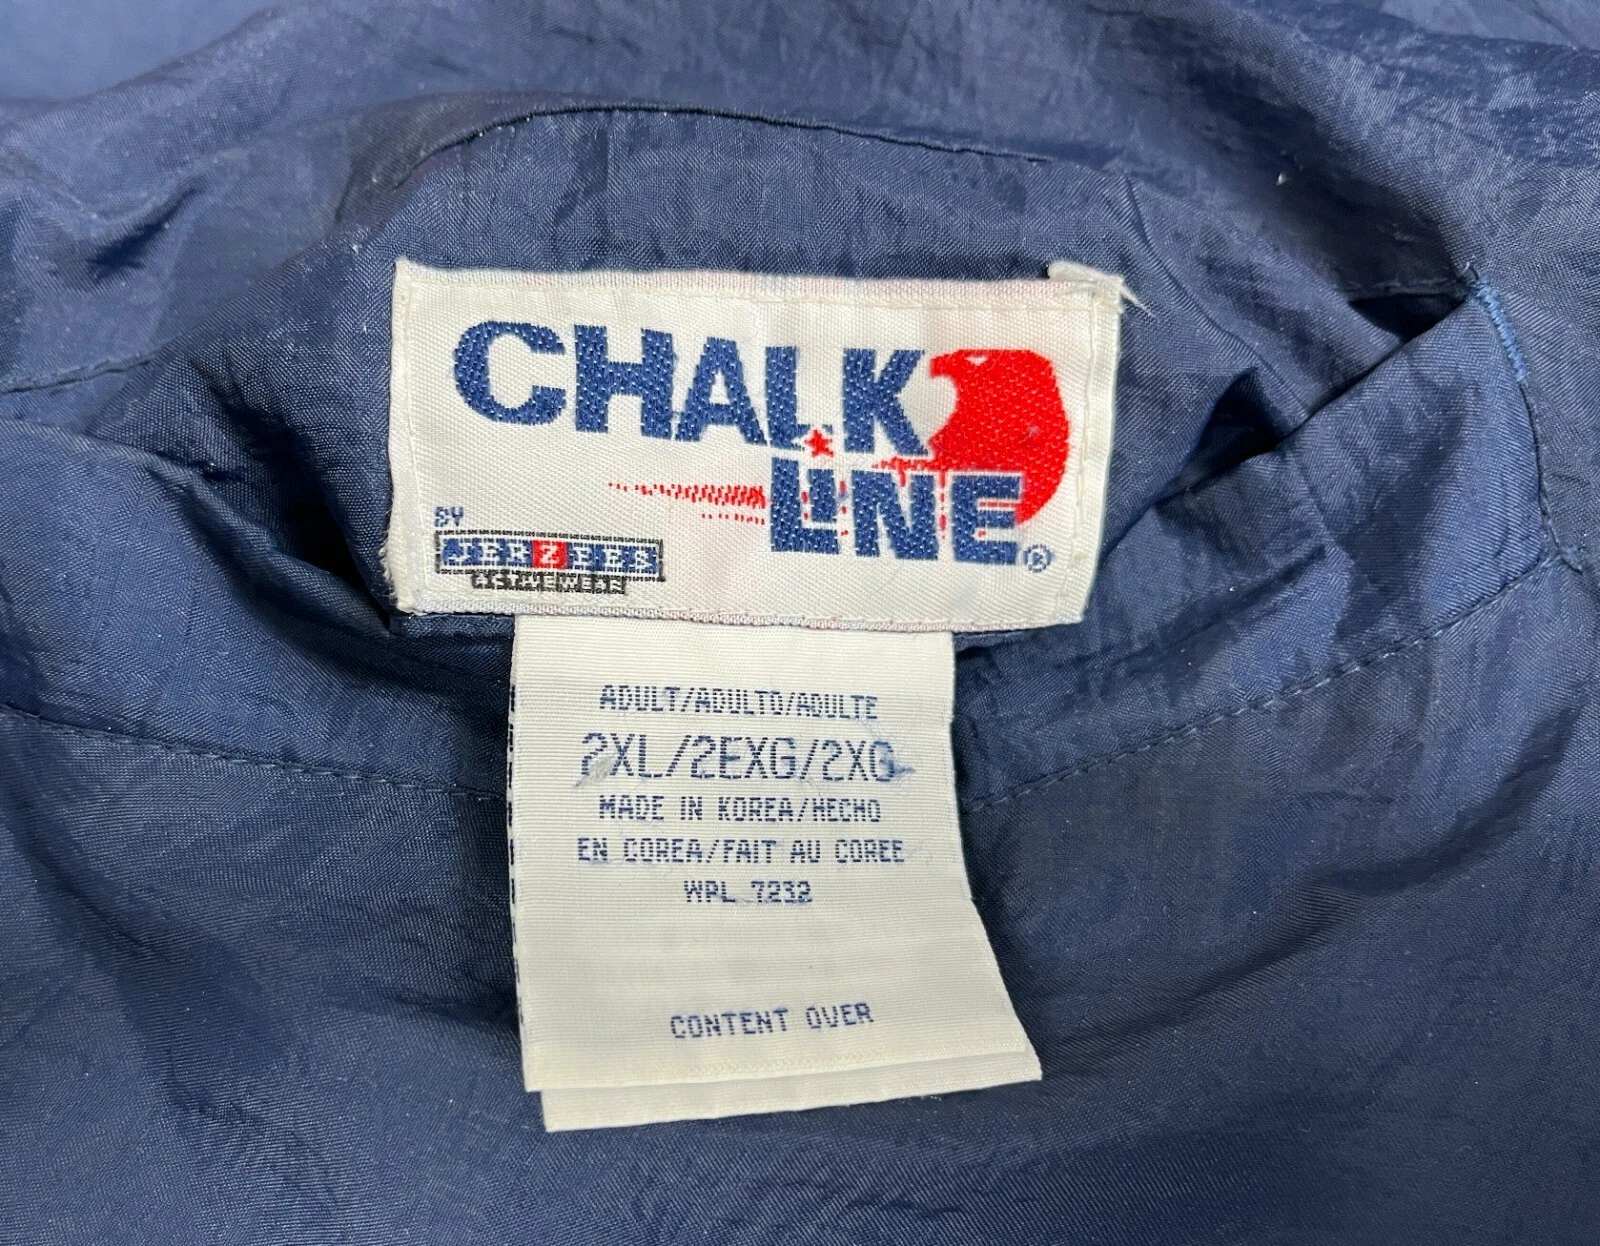 CHALK
LINE®
BY
JERZEES
ACTIVEWEAR
ADULT/ADULTO/ADULTE
2XL/2EXG/2XG
MADE IN KOREA/HECHO
EN COREA/FAIT AU COREE
WPL 7232
CONTENT OVER